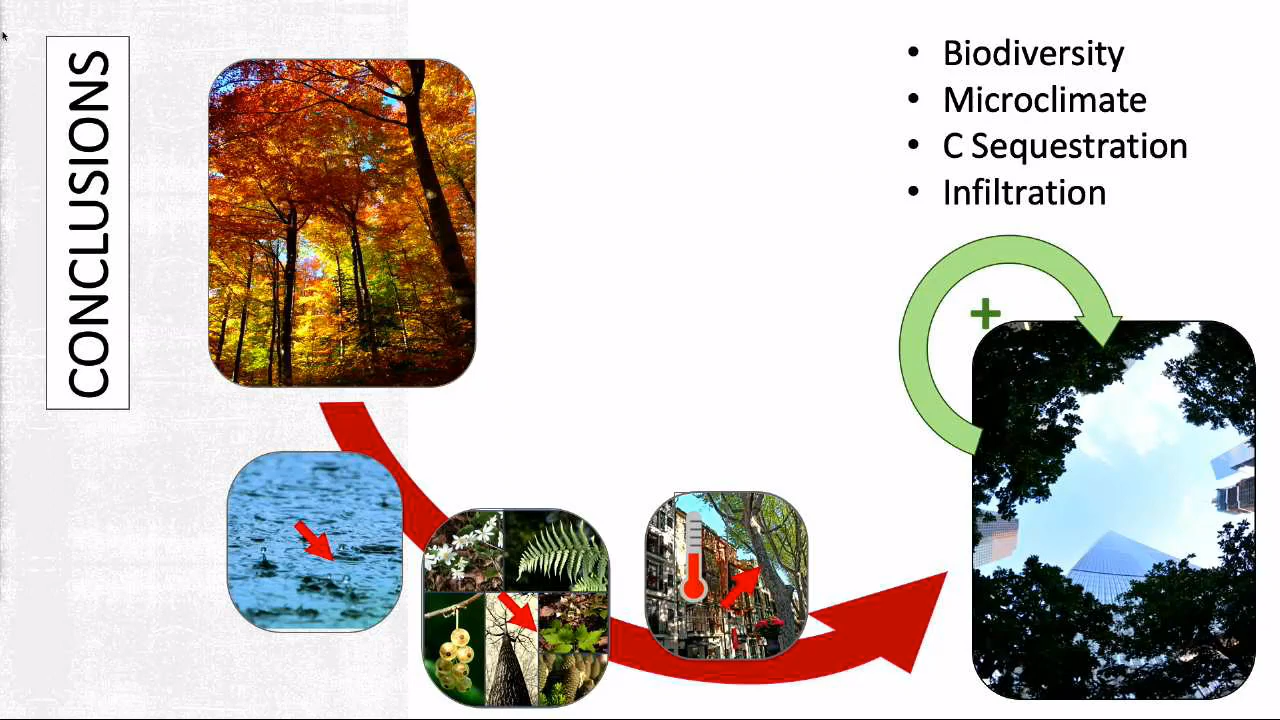 CONCLUSIONS
• Biodiversity
• Microclimate
• C Sequestration
• Infiltration
+